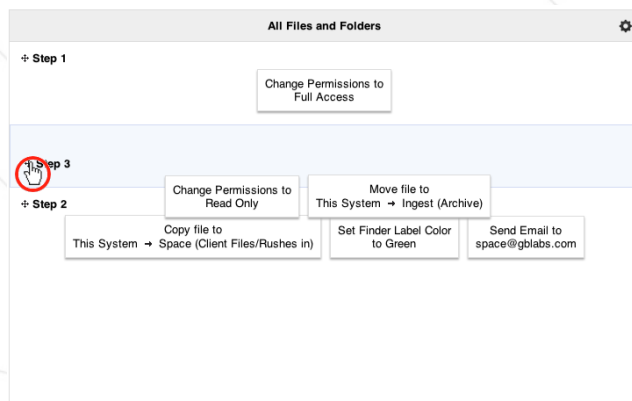 All Files and Folders
Step 1
Change Permissions to
Full Access
Step 3
Change Permissions to
Read Only
Move file to
This System → Ingest (Archive)
Step 2
Copy file to
This System → Space (Client Files/Rushes in)
Set Finder Label Color
to Green
Send Email to
space@gblabs.com